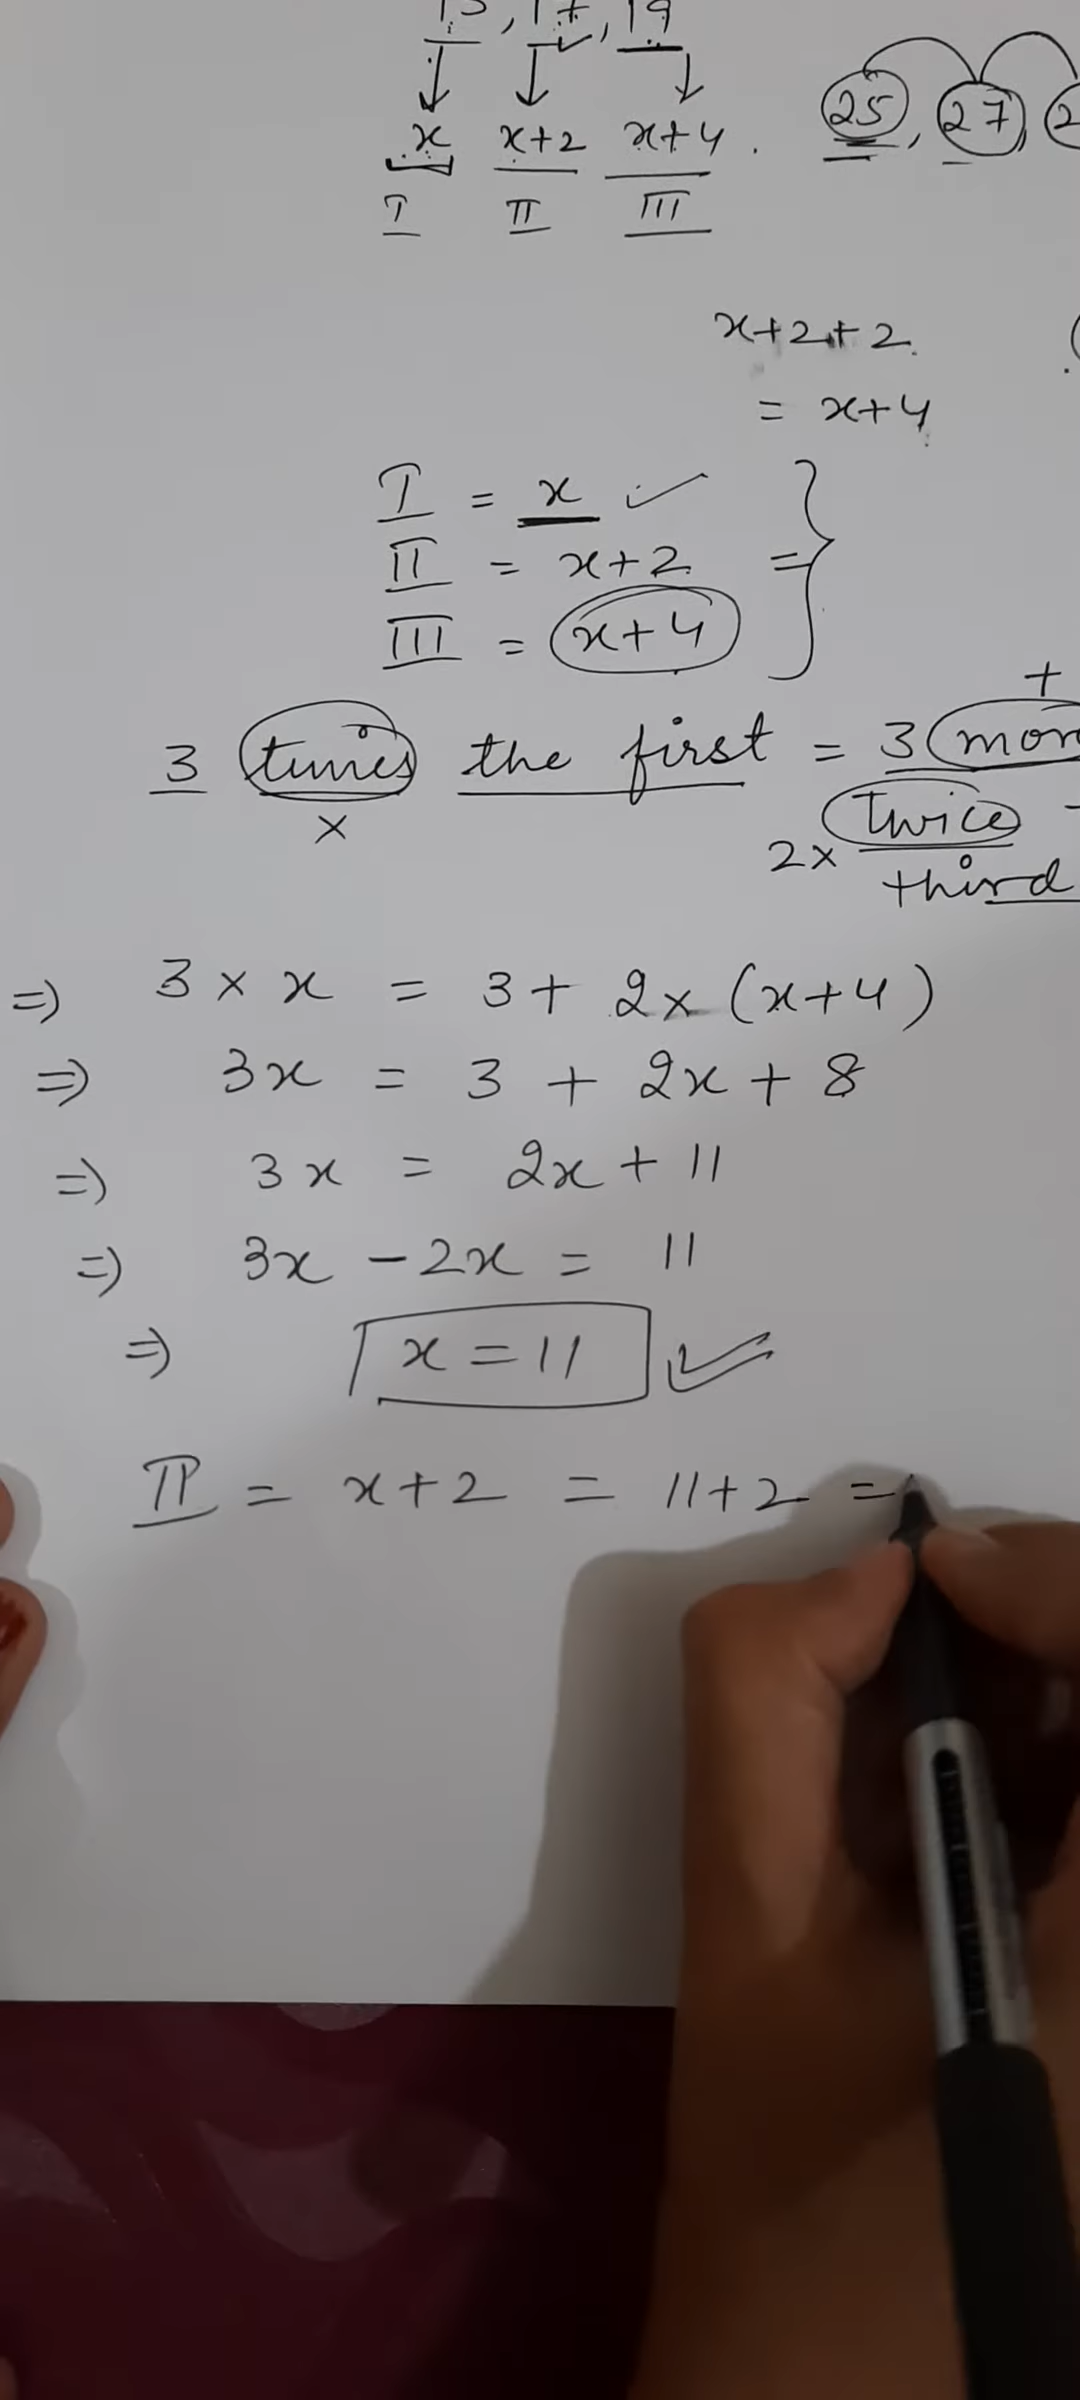 , 17, 19
x x+2 x+4 . 25, 27,
I II III
x+2+2
= x+4
I = x ✓
II = x+2 =
III = x+4
+
3 times the first = 3
x 2x twice
third
=) 3 x x = 3 + 2x (x+4)
=) 3x = 3 + 2x + 8
=) 3x = 2x + 11
=) 3x - 2x = 11
=) x = 11 ✓
II = x+2 = 11+2 =